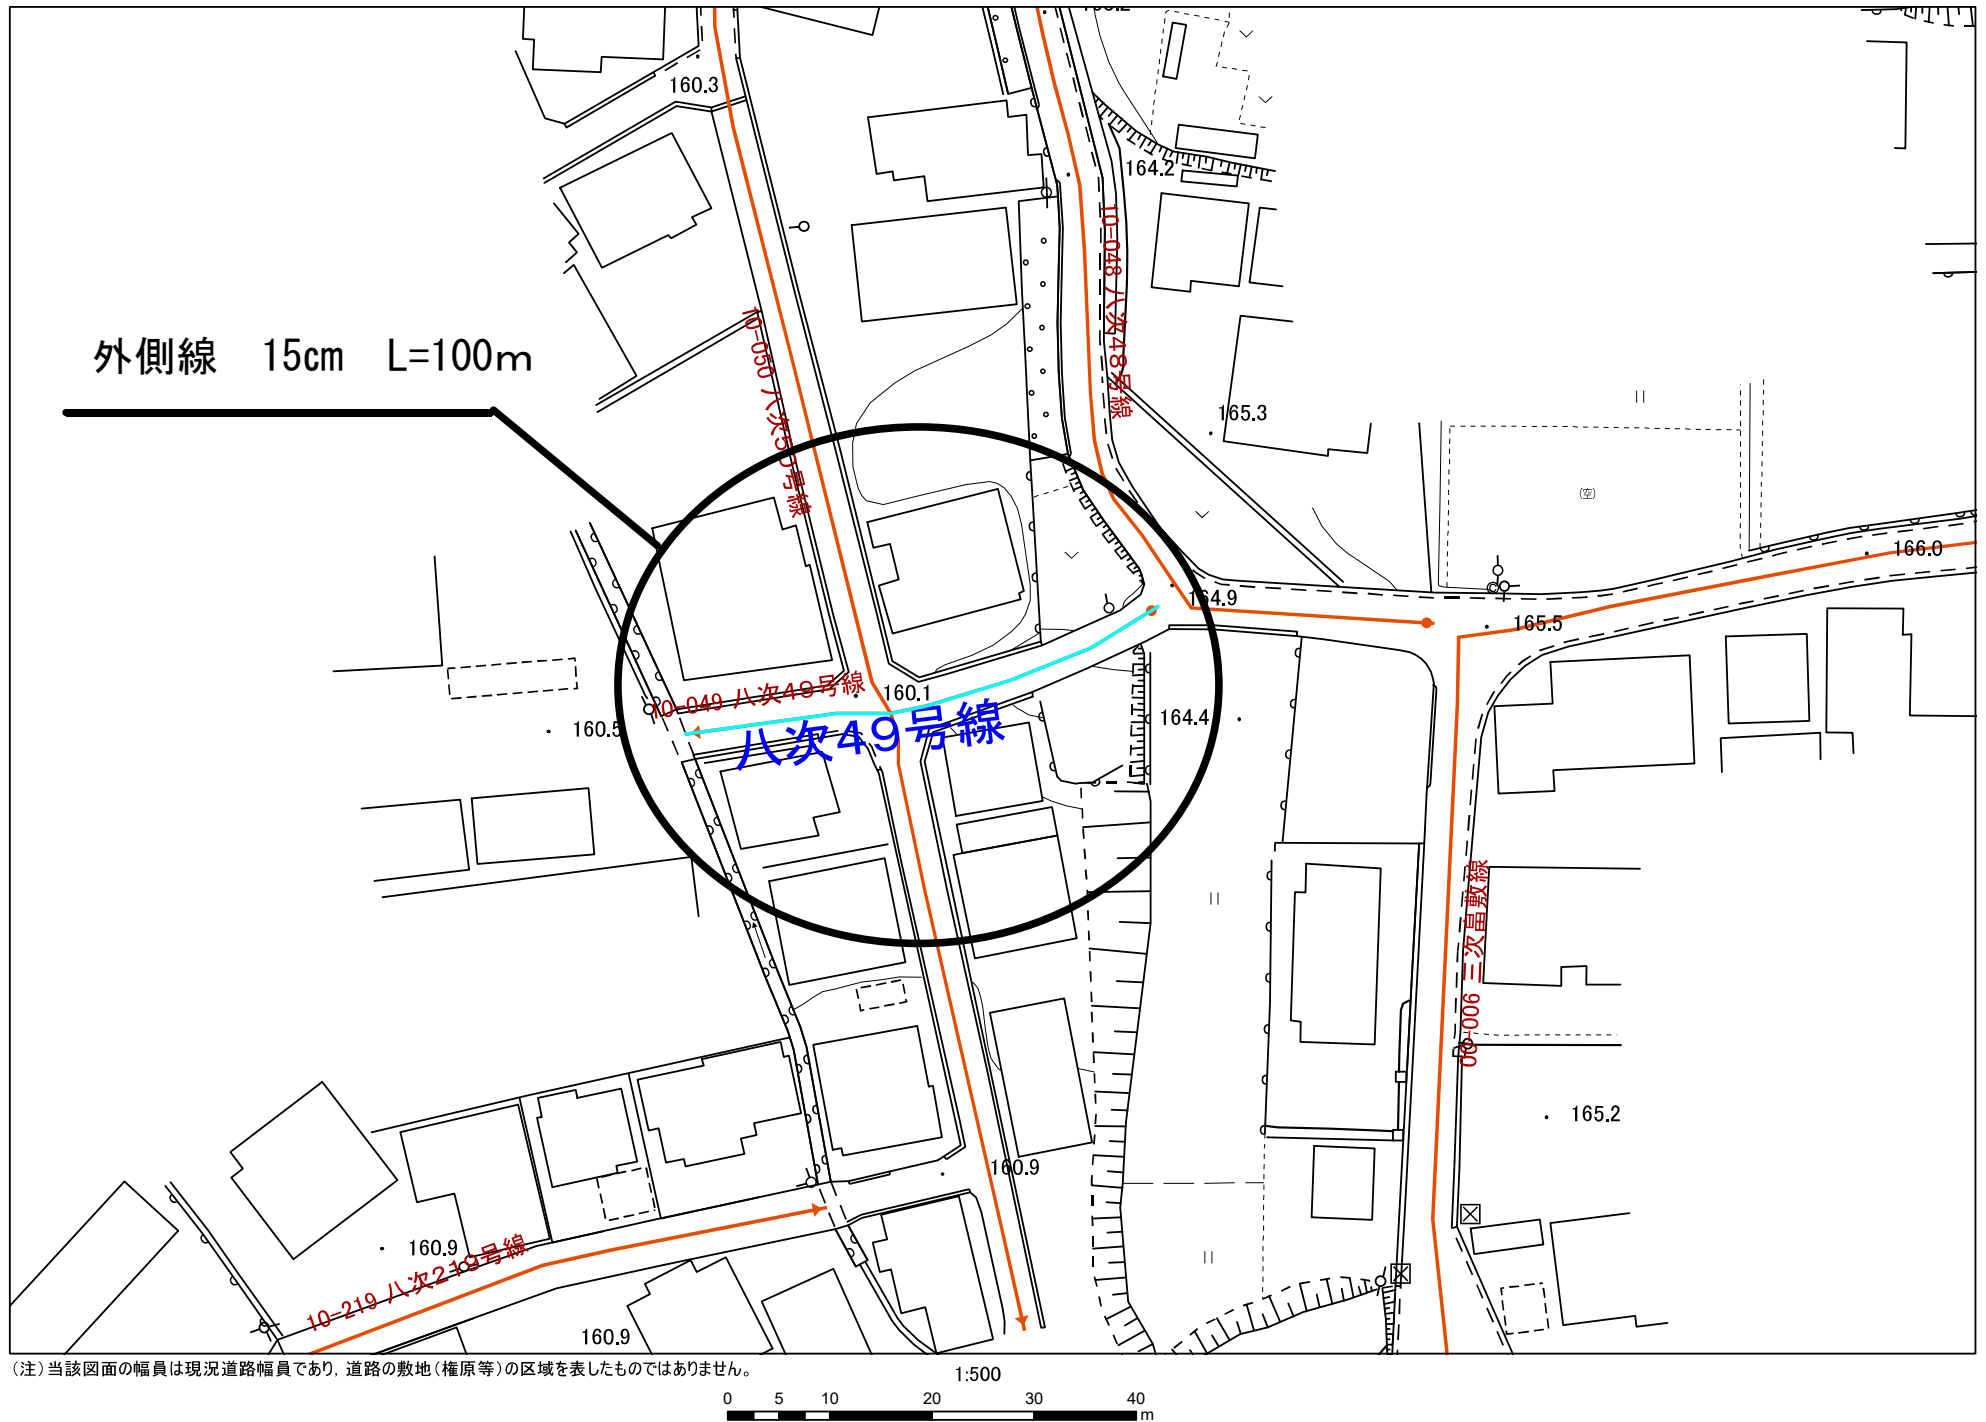 160.3
164.2
10-048 八次48号線
外側線　15cm　L=100m
10-050 八次50号線
165.3
(空)
166.0
164.9
165.5
10-049 八次49号線
160.1
160.5
八次49号線
164.4
00-006 三次畠敷線
165.2
160.9
160.9
10-219 八次219号線
160.9
(注)当該図面の幅員は現況道路幅員であり, 道路の敷地(権原等)の区域を表したものではありません。
1:500
0 5 10 20 30 40
m